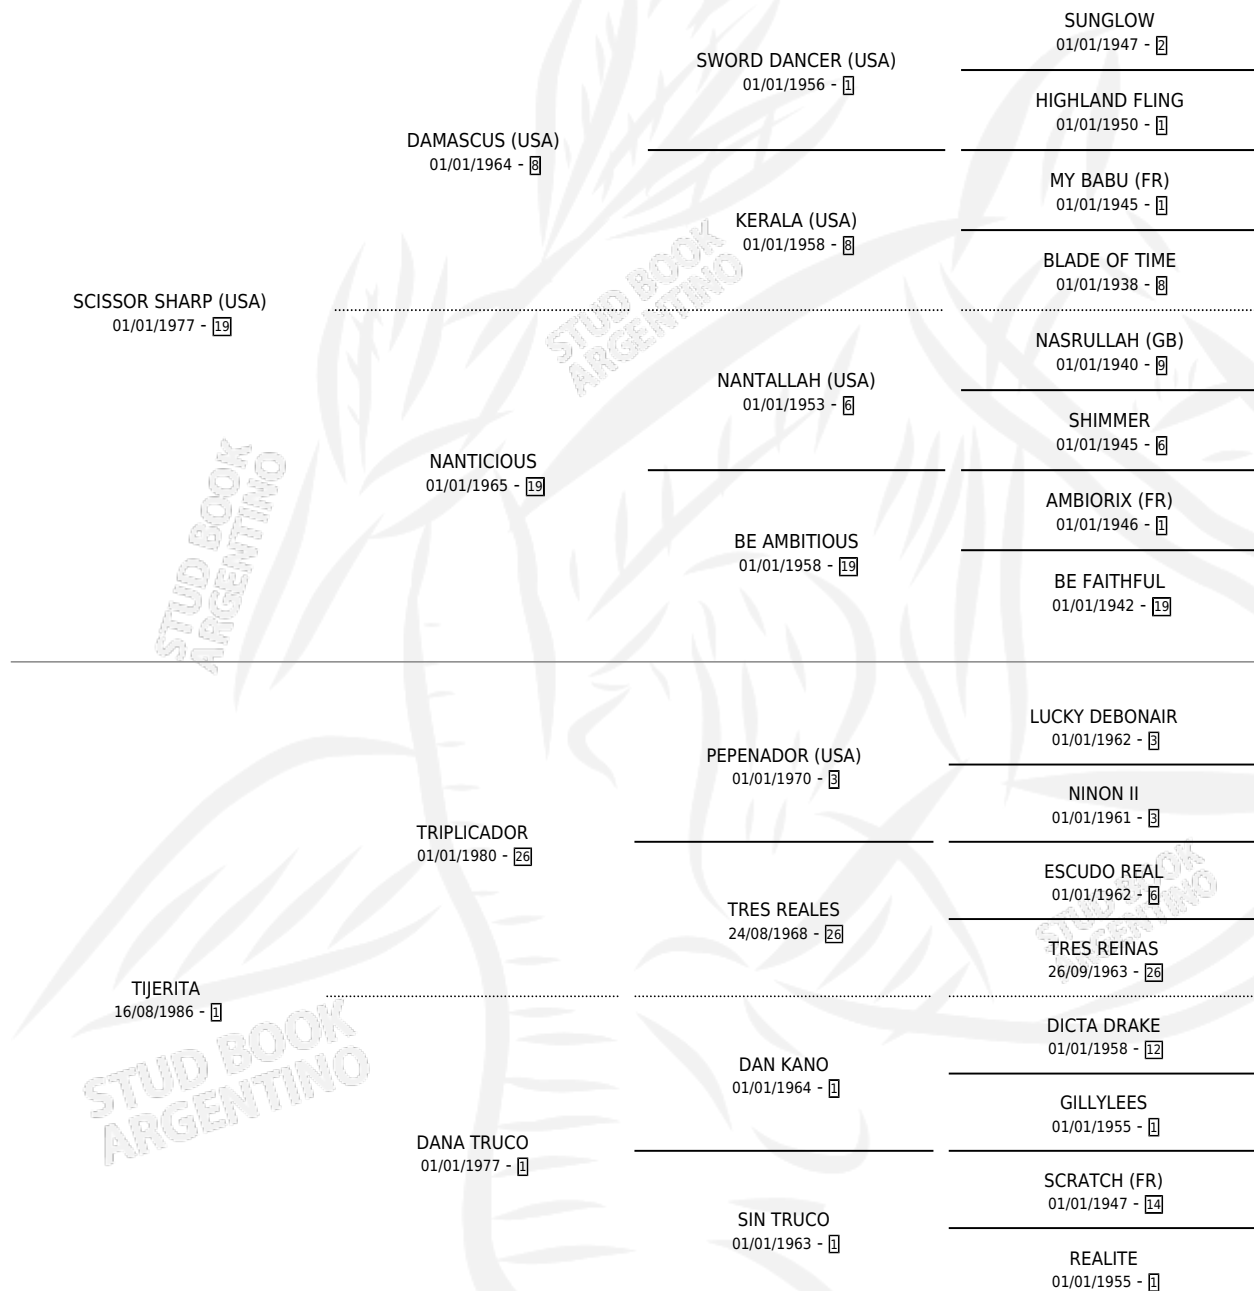 SUNGLOW
01/01/1947 - 2
SWORD DANCER (USA)
01/01/1956 - 1
HIGHLAND FLING
01/01/1950 - 1
DAMASCUS (USA)
01/01/1964 - 8
MY BABU (FR)
01/01/1945 - 1
KERALA (USA)
01/01/1958 - 8
BLADE OF TIME
01/01/1938 - 8
SCISSOR SHARP (USA)
01/01/1977 - 19
STUD BOOK
ARGENTINO
NASRULLAH (GB)
01/01/1940 - 9
NANTALLAH (USA)
01/01/1953 - 6
SHIMMER
01/01/1945 - 6
NANTICIOUS
01/01/1965 - 19
AMBIORIX (FR)
01/01/1946 - 1
BE AMBITIOUS
01/01/1958 - 19
BE FAITHFUL
01/01/1942 - 19
STUD BOOK
ARGENTINO
LUCKY DEBONAIR
01/01/1962 - 3
PEPENADOR (USA)
01/01/1970 - 3
NINON II
01/01/1961 - 3
TRIPLICADOR
01/01/1980 - 26
ESCUDO REAL
01/01/1962 - 6
TRES REALES
24/08/1968 - 26
TRES REINAS
26/09/1963 - 26
STUD BOOK
ARGENTINO
TIJERITA
16/08/1986 - 1
DICTA DRAKE
01/01/1958 - 12
DAN KANO
01/01/1964 - 1
GILLYLEES
01/01/1955 - 1
STUD BOOK
ARGENTINO
DANA TRUCO
01/01/1977 - 1
SCRATCH (FR)
01/01/1947 - 14
SIN TRUCO
01/01/1963 - 1
REALITE
01/01/1955 - 1